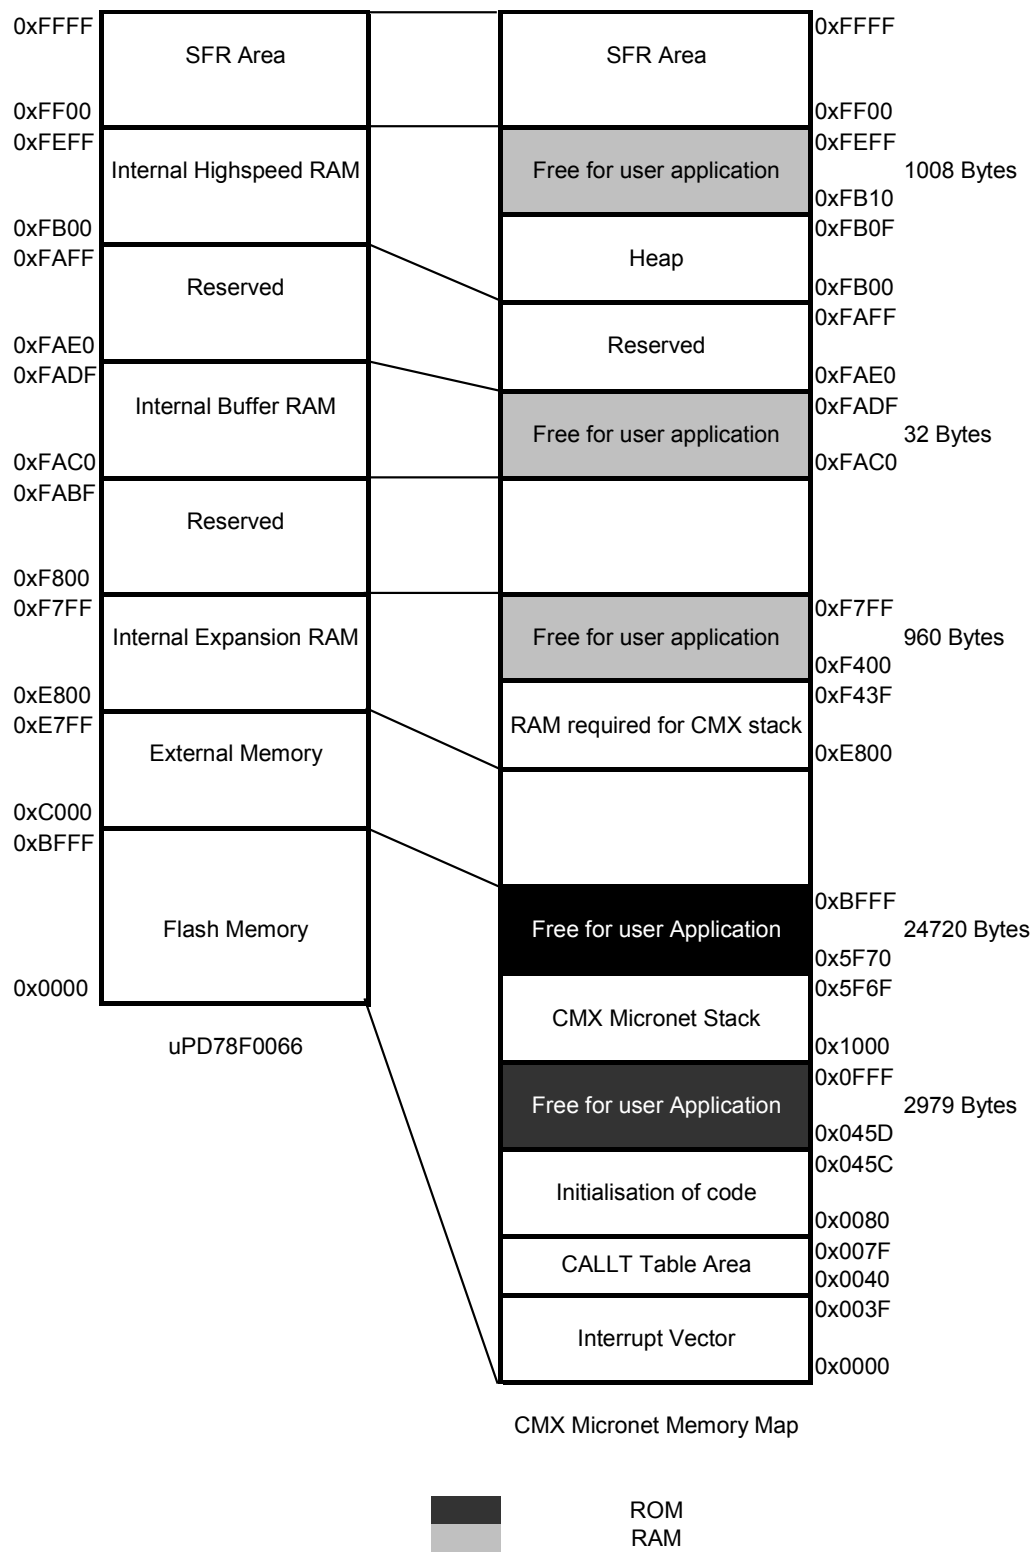 0xFFFF
SFR Area
0xFF00
0xFEFF
Internal Highspeed RAM
0xFB00
0xFAFF
Reserved
0xFAE0
0xFADF
Internal Buffer RAM
0xFAC0
0xFABF
Reserved
0xF800
0xF7FF
Internal Expansion RAM
0xE800
0xE7FF
External Memory
0xC000
0xBFFF
Flash Memory
0x0000
uPD78F0066
0xFFFF
SFR Area
0xFF00
0xFEFF
Free for user application
1008 Bytes
0xFB10
0xFB0F
Heap
0xFB00
0xFAFF
Reserved
0xFAE0
0xFADF
Free for user application
32 Bytes
0xFAC0
0xF7FF
Free for user application
960 Bytes
0xF400
0xF43F
RAM required for CMX stack
0xE800
0xBFFF
Free for user Application
24720 Bytes
0x5F70
0x5F6F
CMX Micronet Stack
0x1000
0x0FFF
Free for user Application
2979 Bytes
0x045D
0x045C
Initialisation of code
0x0080
0x007F
CALLT Table Area
0x0040
0x003F
Interrupt Vector
0x0000
CMX Micronet Memory Map
ROM
RAM